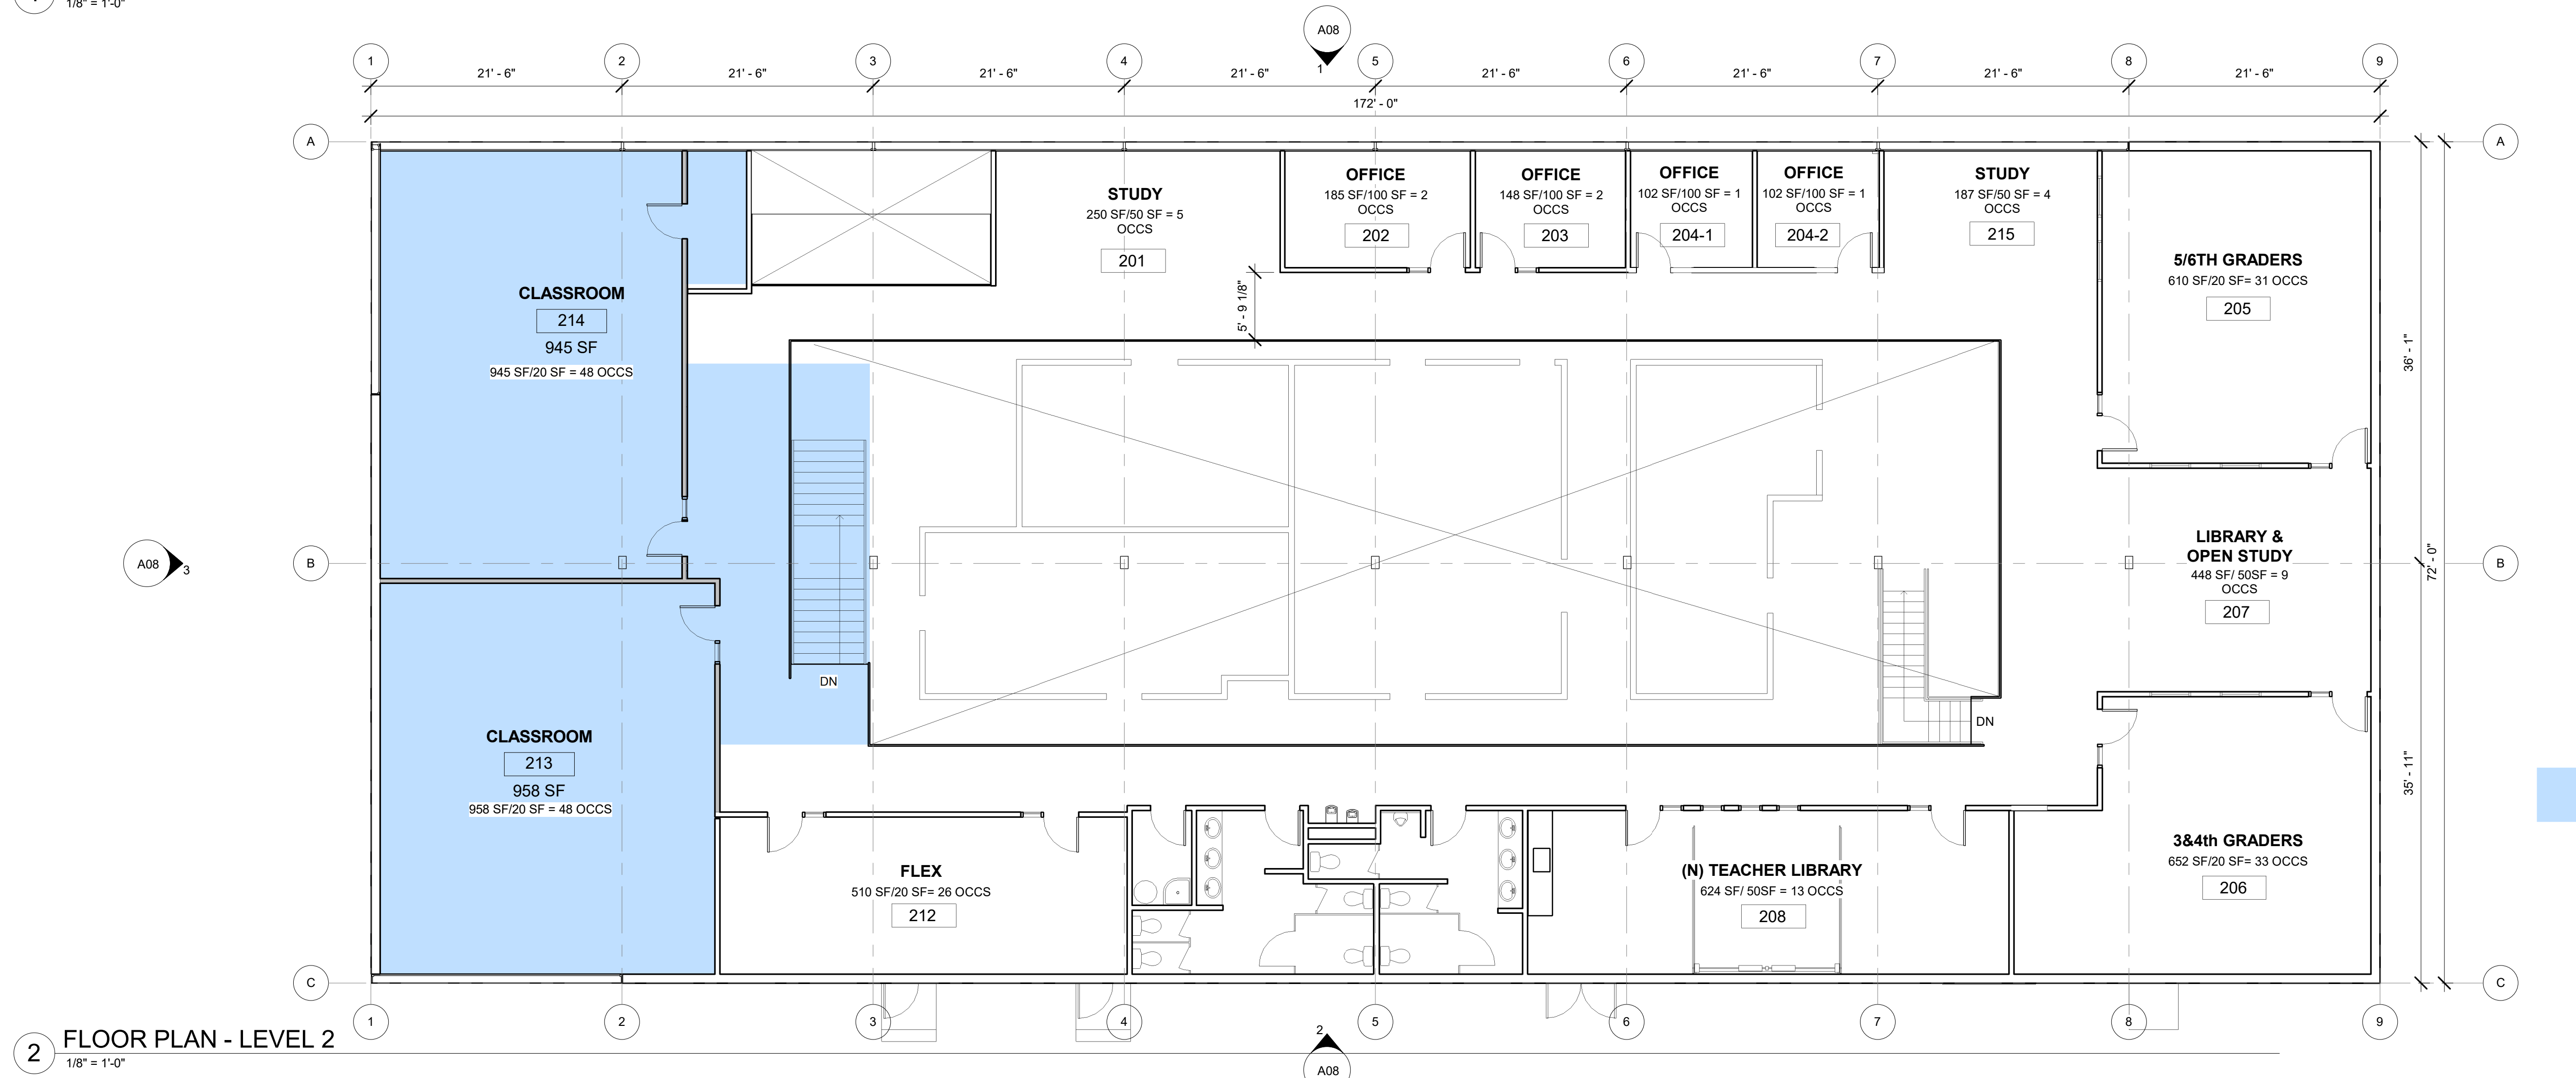 1/8" = 1'-0"
A08
1
1 2 3 4 5 6 7 8 9
21' - 6" 21' - 6" 21' - 6" 21' - 6" 21' - 6" 21' - 6" 21' - 6" 21' - 6"
172' - 0"
A A
CLASSROOM
214
945 SF
945 SF/20 SF = 48 OCCS
STUDY
250 SF/50 SF = 5
OCCS
201
OFFICE
185 SF/100 SF = 2
OCCS
202
OFFICE
148 SF/100 SF = 2
OCCS
203
OFFICE
102 SF/100 SF = 1
OCCS
204-1
OFFICE
102 SF/100 SF = 1
OCCS
204-2
STUDY
187 SF/50 SF = 4
OCCS
215
5/6TH GRADERS
610 SF/20 SF= 31 OCCS
205
5' - 9 1/8"
36' - 1"
A08
3
B B
LIBRARY &
OPEN STUDY
448 SF/ 50SF = 9
OCCS
207
72' - 0"
DN
DN
CLASSROOM
213
958 SF
958 SF/20 SF = 48 OCCS
FLEX
510 SF/20 SF= 26 OCCS
212
(N) TEACHER LIBRARY
624 SF/ 50SF = 13 OCCS
208
3&4th GRADERS
652 SF/20 SF= 33 OCCS
206
35' - 11"
C C
1 2 3 4 5 6 7 8 9
2
A08
2
FLOOR PLAN - LEVEL 2
1/8" = 1'-0"